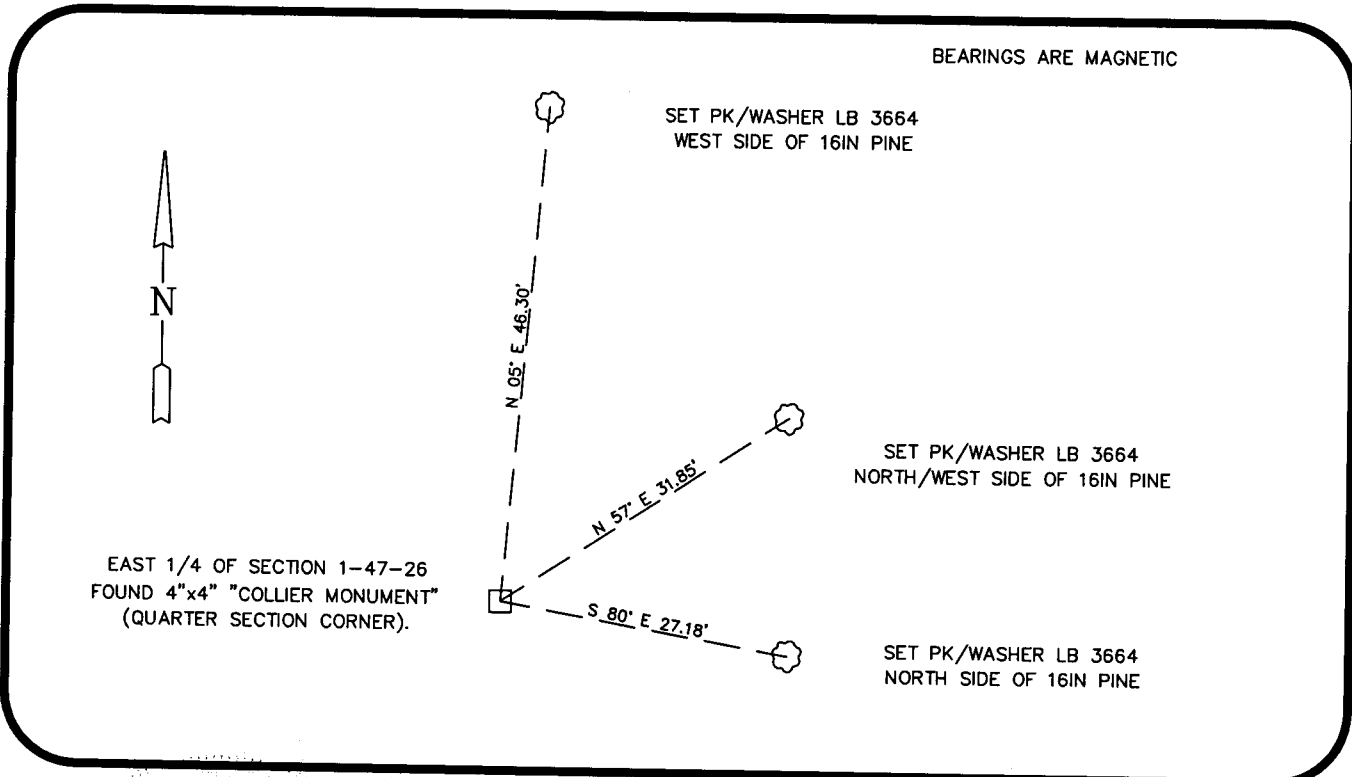 BEARINGS ARE MAGNETIC
SET PK/WASHER LB 3664
WEST SIDE OF 16IN PINE
N
N 05° E 46.30'
SET PK/WASHER LB 3664
NORTH/WEST SIDE OF 16IN PINE
N 57° E 31.85'
EAST 1/4 OF SECTION 1-47-26
FOUND 4"x4" "COLLIER MONUMENT"
(QUARTER SECTION CORNER).
S 80° E 27.18'
SET PK/WASHER LB 3664
NORTH SIDE OF 16IN PINE